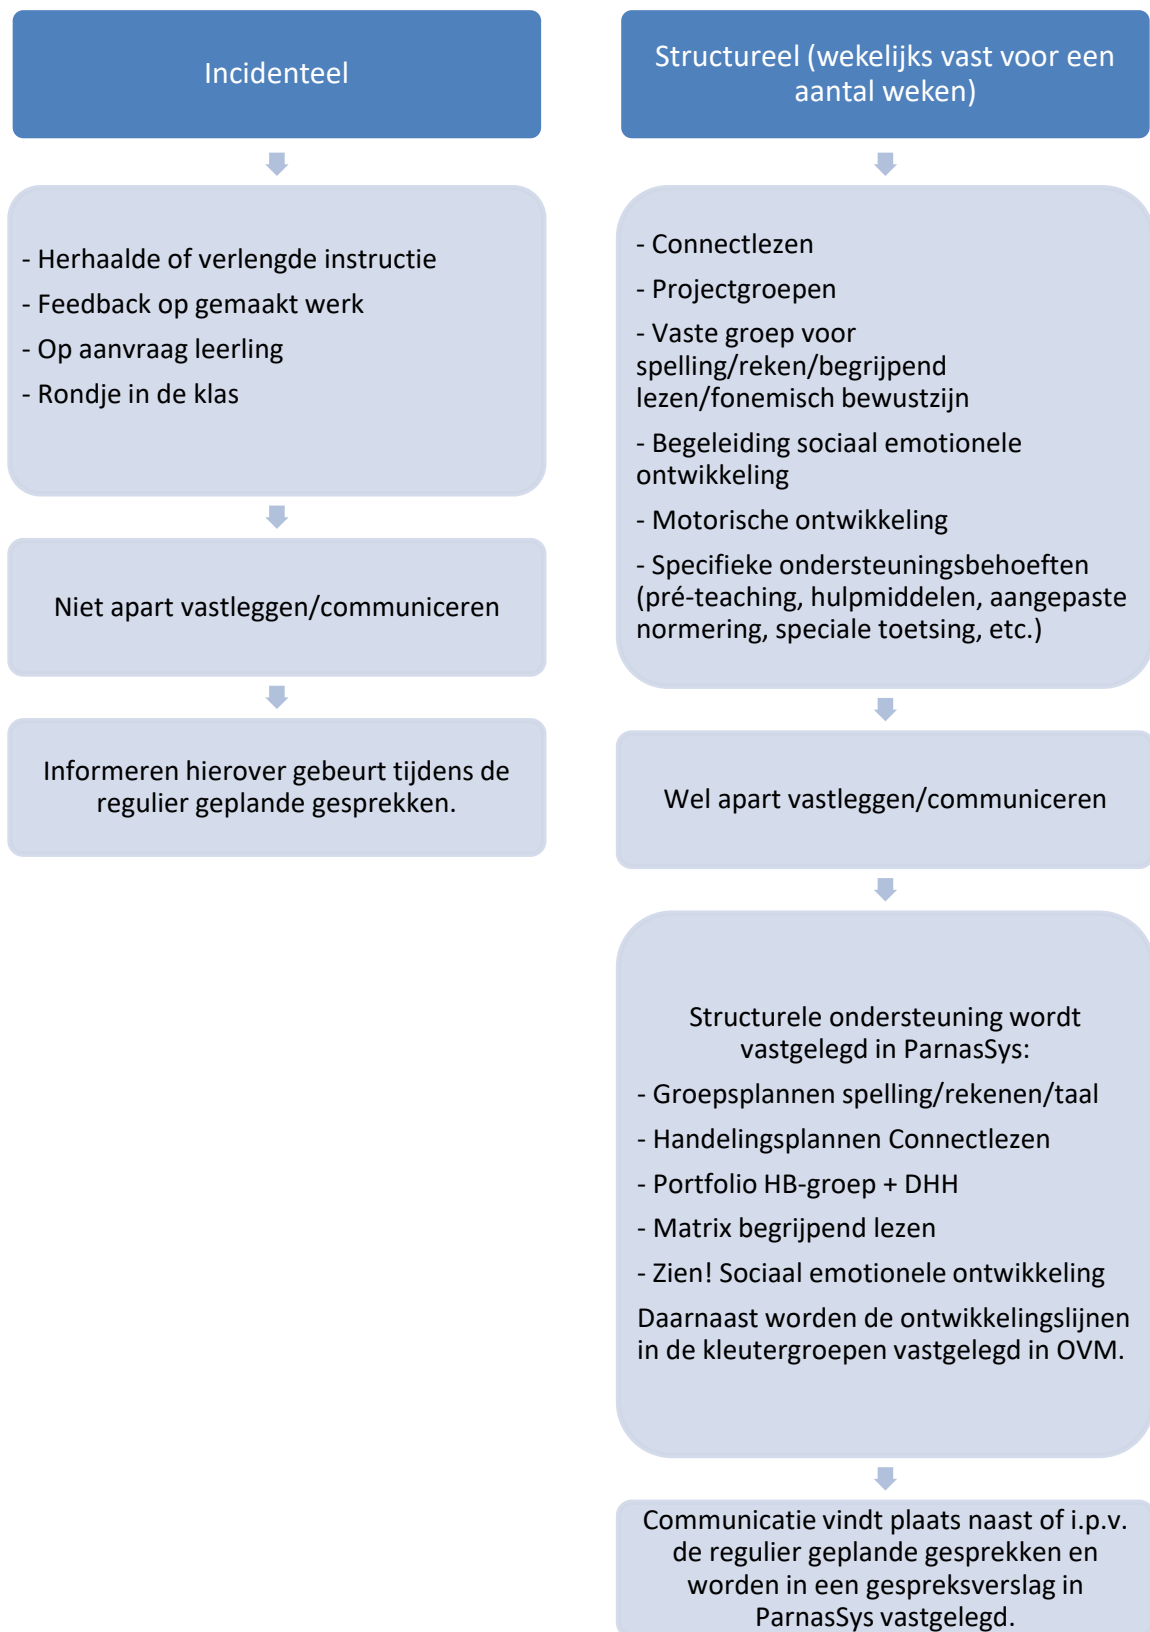 Incidenteel
- Herhaalde of verlengde instructie
- Feedback op gemaakt werk
- Op aanvraag leerling
- Rondje in de klas
Niet apart vastleggen/communiceren
Informeren hierover gebeurt tijdens de
regulier geplande gesprekken.
Structureel (wekelijks vast voor een
aantal weken)
- Connectlezen
- Projectgroepen
- Vaste groep voor
spelling/reken/begrijpend
lezen/fonemisch bewustzijn
- Begeleiding sociaal emotionele
ontwikkeling
- Motorische ontwikkeling
- Specifieke ondersteuningsbehoeften
(pré-teaching, hulpmiddelen, aangepaste
normering, speciale toetsing, etc.)
Wel apart vastleggen/communiceren
Structurele ondersteuning wordt
vastgelegd in ParnasSys:
- Groepsplannen spelling/rekenen/taal
- Handelingsplannen Connectlezen
- Portfolio HB-groep + DHH
- Matrix begrijpend lezen
- Zien! Sociaal emotionele ontwikkeling
Daarnaast worden de ontwikkelingslijnen
in de kleutergroepen vastgelegd in OVM.
Communicatie vindt plaats naast of i.p.v.
de regulier geplande gesprekken en
worden in een gespreksverslag in
ParnasSys vastgelegd.